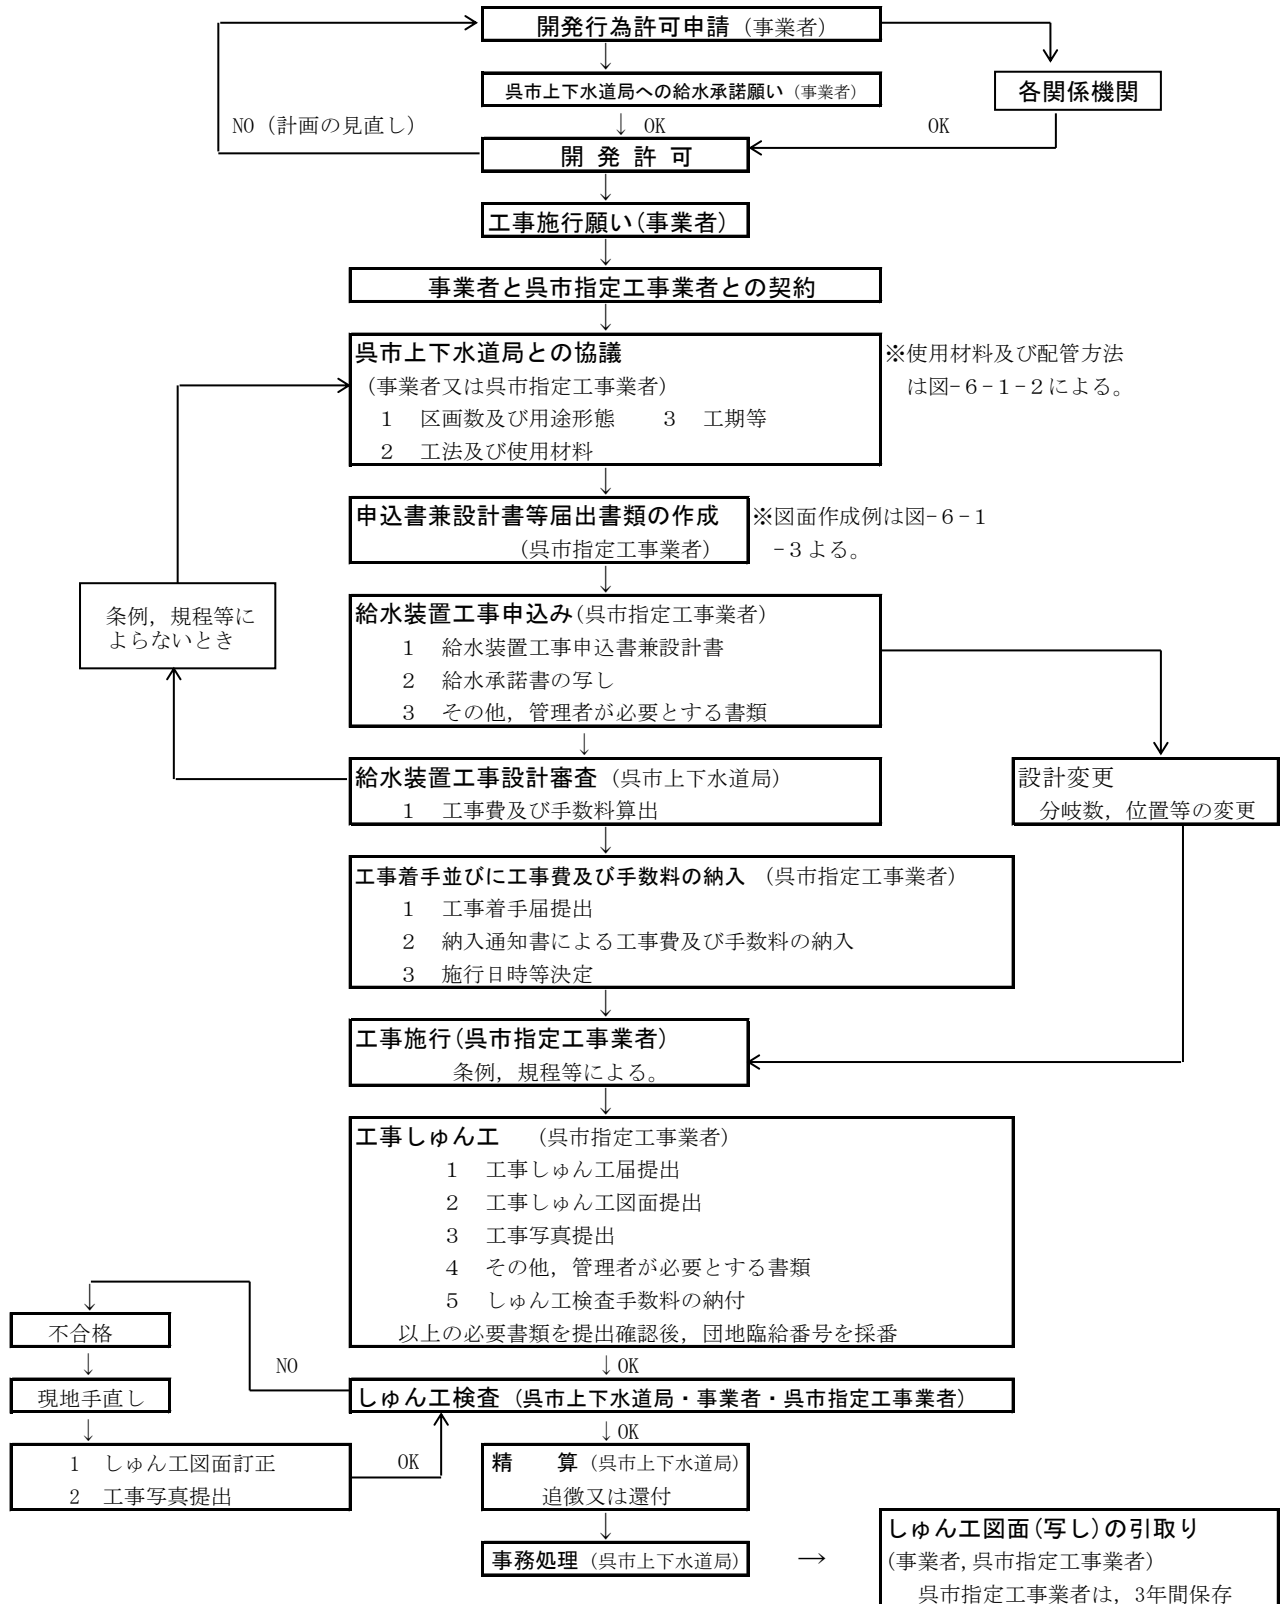 開発行為許可申請（事業者）
呉市上下水道局への給水承諾願い（事業者）
各関係機関
NO（計画の見直し）
↓ OK
OK
開 発 許 可
↓
工事施行願い(事業者)
↓
事業者と呉市指定工事業者との契約
↓
呉市上下水道局との協議
（事業者又は呉市指定工事業者）
１　区画数及び用途形態　　３　工期等
２　工法及び使用材料
※使用材料及び配管方法
は図-６-１-２による。
↓
申込書兼設計書等届出書類の作成
（呉市指定工事業者）
※図面作成例は図-６-１
-３よる。
↓
条例，規程等に
よらないとき
給水装置工事申込み(呉市指定工事業者)
１　給水装置工事申込書兼設計書
２　給水承諾書の写し
３　その他，管理者が必要とする書類
↓
給水装置工事設計審査（呉市上下水道局）
１　工事費及び手数料算出
設計変更
分岐数，位置等の変更
↓
工事着手並びに工事費及び手数料の納入　（呉市指定工事業者）
１　工事着手届提出
２　納入通知書による工事費及び手数料の納入
３　施行日時等決定
↓
工事施行(呉市指定工事業者)
条例，規程等による。
↓
工事しゅん工　（呉市指定工事業者）
１　工事しゅん工届提出
２　工事しゅん工図面提出
３　工事写真提出
４　その他，管理者が必要とする書類
５　しゅん工検査手数料の納付
以上の必要書類を提出確認後，団地臨給番号を採番
↓OK
NO
不合格
↓
現地手直し
↓
１　しゅん工図面訂正
２　工事写真提出
OK
しゅん工検査（呉市上下水道局・事業者・呉市指定工事業者）
↓OK
精　　算（呉市上下水道局）
追徴又は還付
↓
事務処理（呉市上下水道局）
→
しゅん工図面(写し)の引取り
(事業者,呉市指定工事業者)
呉市指定工事業者は，3年間保存